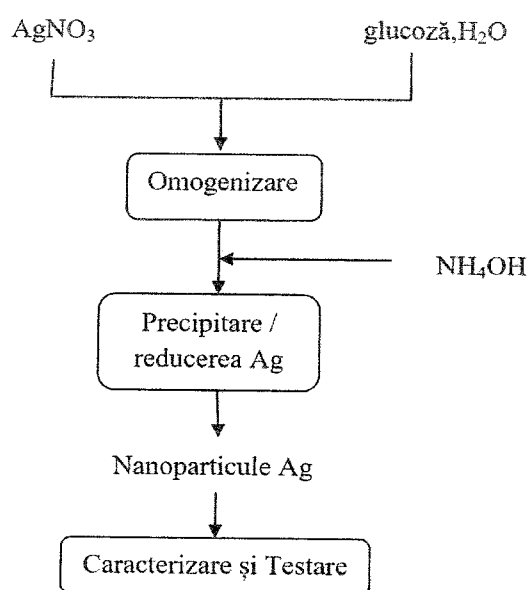 AgNO₃
glucoză,H₂O
Omogenizare
NH₄OH
Precipitare /
reducerea Ag
Nanoparticule Ag
Caracterizare și Testare